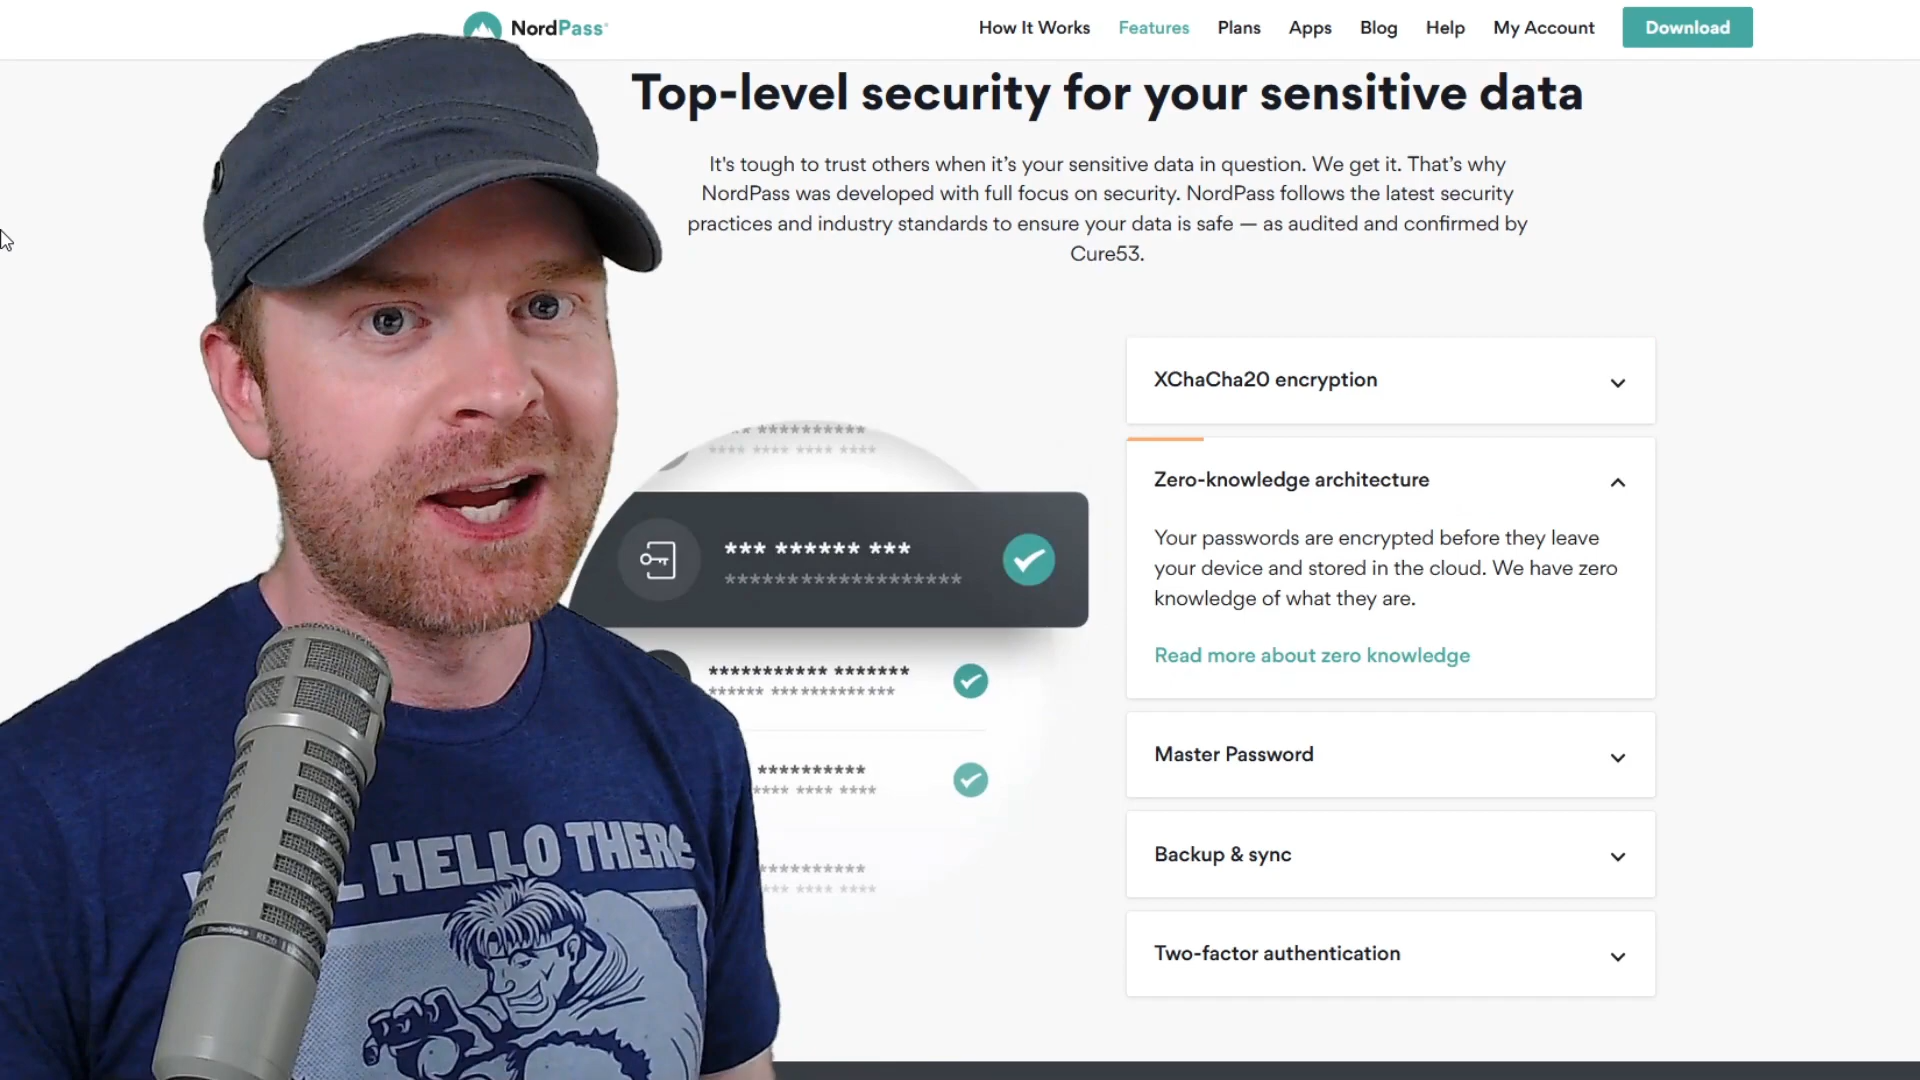 NordPass®
How It Works
Features
Plans
Apps
Blog
Help
My Account
Download
Top-level security for your sensitive data
It's tough to trust others when it’s your sensitive data in question. We get it. That’s why
NordPass was developed with full focus on security. NordPass follows the latest security
practices and industry standards to ensure your data is safe — as audited and confirmed by
Cure53.
XChaCha20 encryption
Zero-knowledge architecture
Your passwords are encrypted before they leave
your device and stored in the cloud. We have zero
knowledge of what they are.
Read more about zero knowledge
Master Password
Backup & sync
Two-factor authentication
*** ****** ***
HELLO THERE
RE20